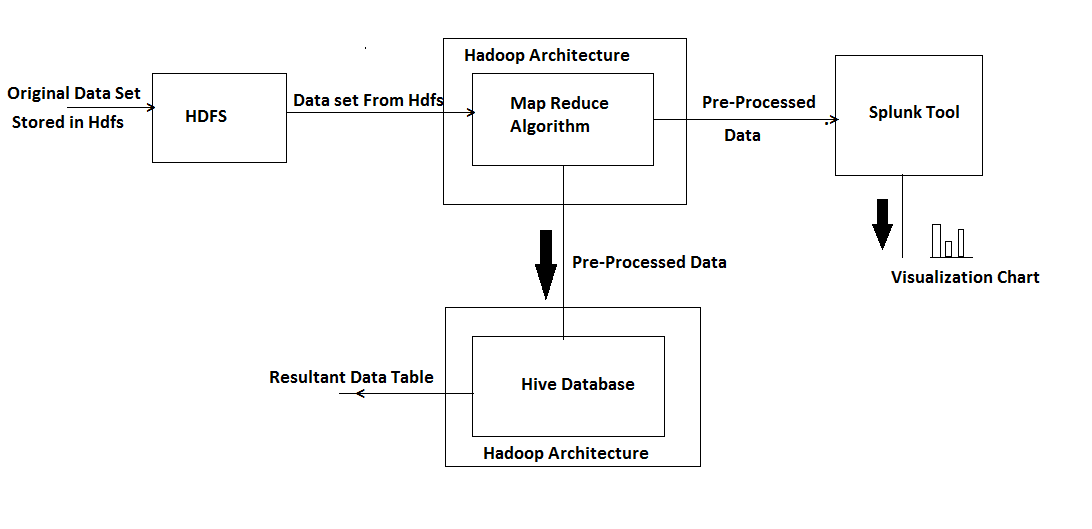 Original Data Set
Stored in Hdfs
HDFS
Data set From Hdfs
Hadoop Architecture
Map Reduce
Algorithm
Pre-Processed
Data
Splunk Tool
Visualization Chart
Pre-Processed Data
Hive Database
Hadoop Architecture
Resultant Data Table